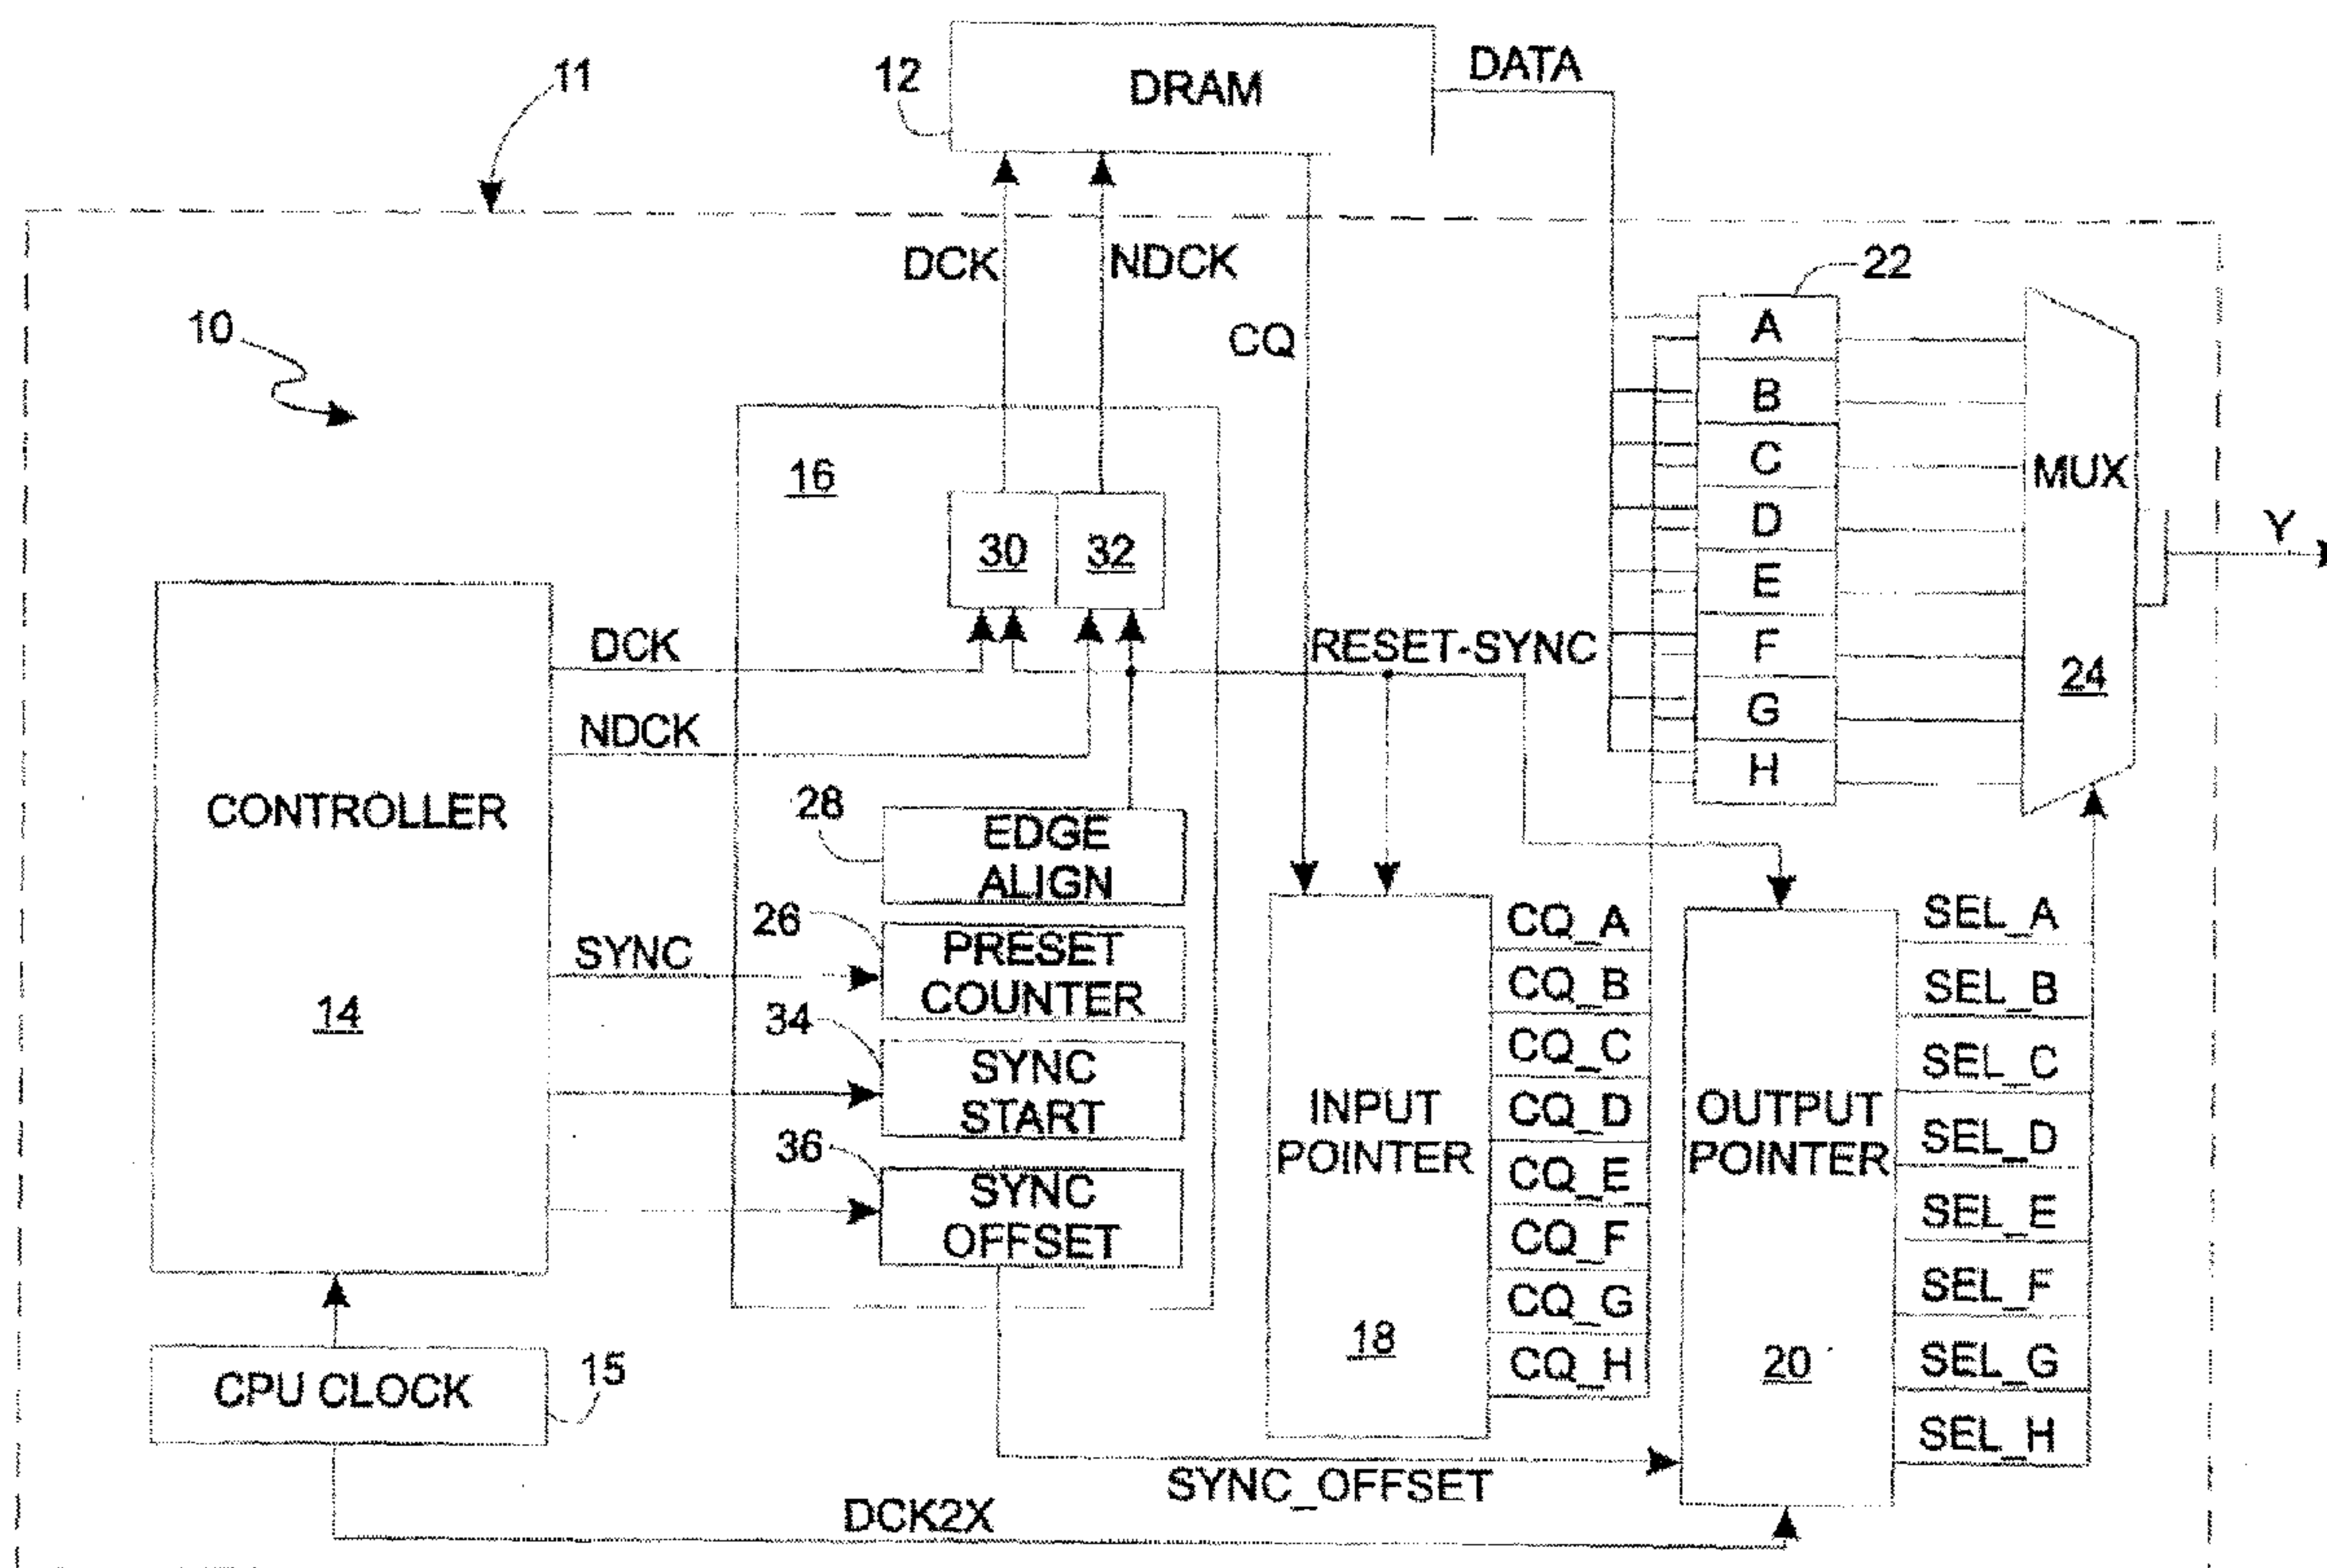 11
12
DRAM
DATA
DCK
NDCK
CQ
22
10
A
B
C
D
E
F
G
H
MUX
24
Y
16
30
32
DCK
NDCK
RESET-SYNC
CONTROLLER
14
28
EDGE
ALIGN
SYNC
26
PRESET
COUNTER
34
SYNC
START
36
SYNC
OFFSET
INPUT
POINTER
18
CQ_A
CQ_B
CQ_C
CQ_D
CQ_E
CQ_F
CQ_G
CQ_H
OUTPUT
POINTER
20
SEL_A
SEL_B
SEL_C
SEL_D
SEL_E
SEL_F
SEL_G
SEL_H
CPU CLOCK
15
SYNC_OFFSET
DCK2X